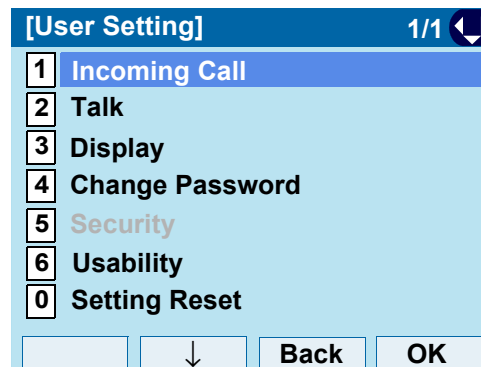 [User Setting] 1/1
1 Incoming Call
2 Talk
3 Display
4 Change Password
5 Security
6 Usability
0 Setting Reset
↓ Back OK